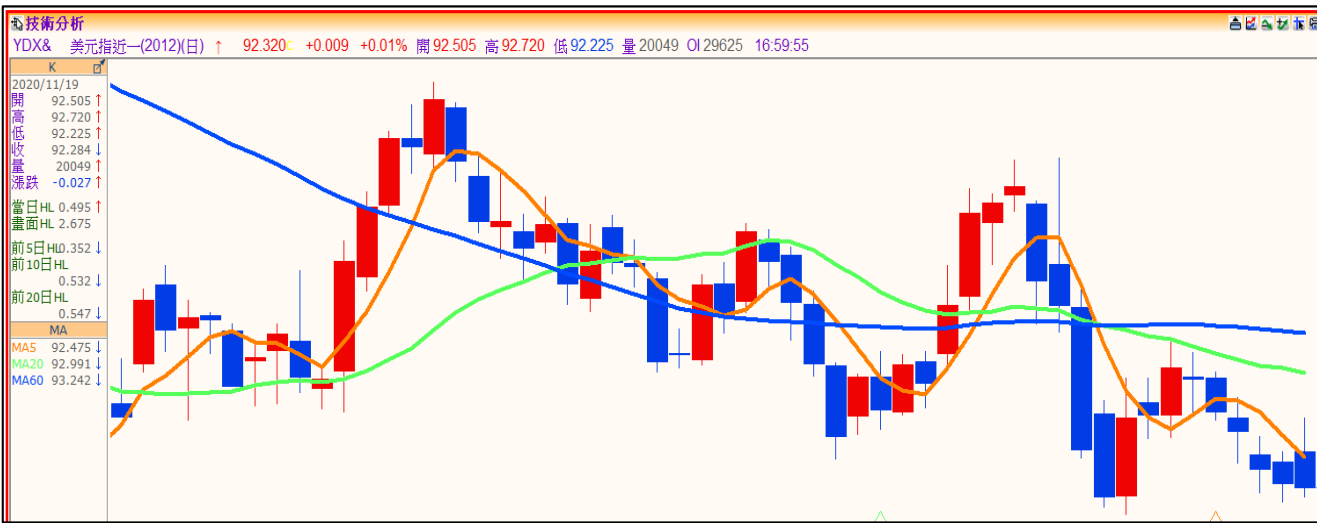 技術分析
YDX& 美元指近一(2012)(日) ↑ 92.320c +0.009 +0.01% 開 92.505 高 92.720 低 92.225 量 20049 OI 29625 16:59:55
K
2020/11/19
開 92.505 ↑
高 92.720 ↑
低 92.225 ↑
收 92.284 ↓
量 20049 ↑
漲跌 -0.027 ↑
當日HL 0.495 ↑
畫面HL 2.675
前5日HL 0.352 ↓
前10日HL
0.532 ↓
前20日HL
0.547 ↓
MA
MA5 92.475 ↓
MA20 92.991 ↓
MA60 93.242 ↓